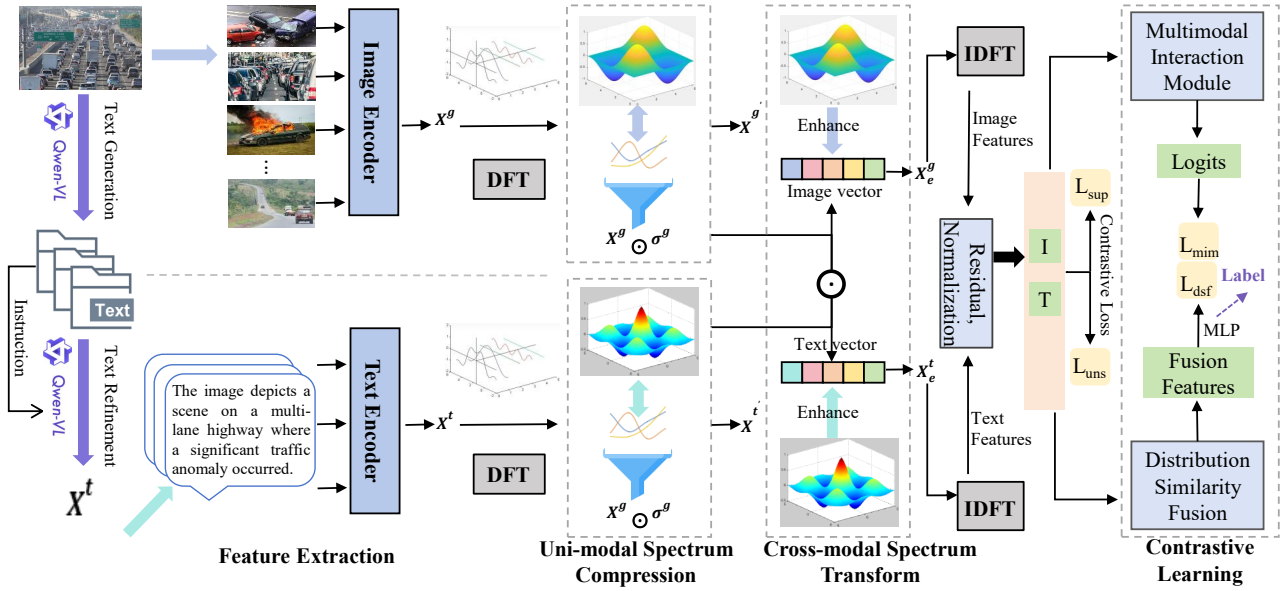 Text Generation
Qwen-VL
Text
Instruction
Qwen-VL
Text Refinement
X^t
...
Image Encoder
X^g
DFT
X^g ⊙ σ^g
X^g'
Enhance
Image vector
X_e^g
IDFT
Image
Features
The image depicts a
scene on a multi-
lane highway where
a significant traffic
anomaly occurred.
Text Encoder
X^t
DFT
X^g ⊙ σ^g
X^t'
⊙
Text vector
Enhance
X_e^t
IDFT
Text
Features
Residual,
Normalization
I
T
L_sup
Contrastive Loss
L_uns
Multimodal
Interaction
Module
Logits
L_mim
L_dsf
Label
MLP
Fusion
Features
Distribution
Similarity
Fusion
Feature Extraction
Uni-modal Spectrum
Compression
Cross-modal Spectrum
Transform
Contrastive
Learning